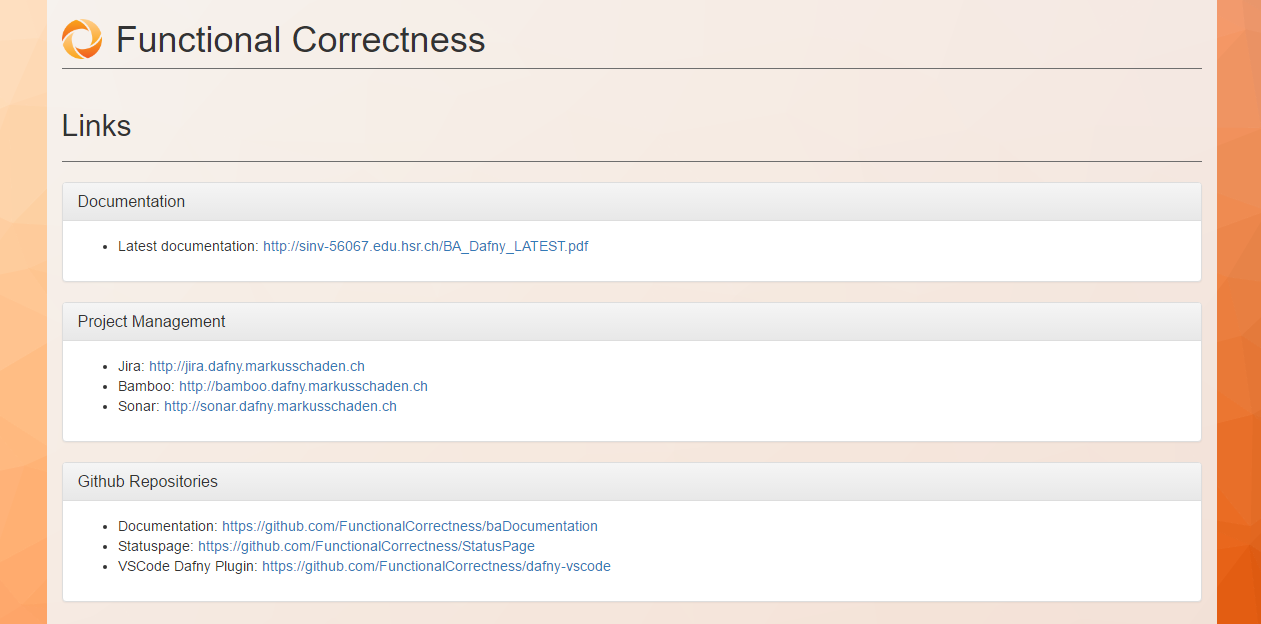 Functional Correctness
Links
Documentation
Latest documentation: http://sinv-56067.edu.hsr.ch/BA_Dafny_LATEST.pdf
Project Management
Jira: http://jira.dafny.markusschaden.ch
Bamboo: http://bamboo.dafny.markusschaden.ch
Sonar: http://sonar.dafny.markusschaden.ch
Github Repositories
Documentation: https://github.com/FunctionalCorrectness/baDocumentation
Statuspage: https://github.com/FunctionalCorrectness/StatusPage
VSCode Dafny Plugin: https://github.com/FunctionalCorrectness/dafny-vscode